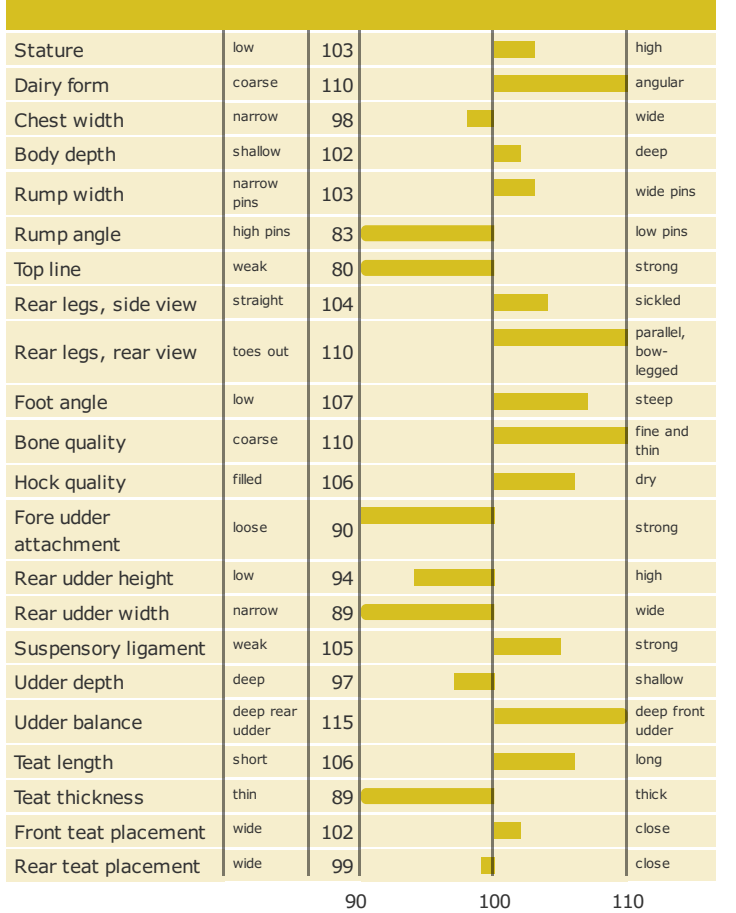 Stature low 103 high
Dairy form coarse 110 angular
Chest width narrow 98 wide
Body depth shallow 102 deep
Rump width narrow pins 103 wide pins
Rump angle high pins 83 low pins
Top line weak 80 strong
Rear legs, side view straight 104 sickled
Rear legs, rear view toes out 110 parallel, bow-legged
Foot angle low 107 steep
Bone quality coarse 110 fine and thin
Hock quality filled 106 dry
Fore udder attachment loose 90 strong
Rear udder height low 94 high
Rear udder width narrow 89 wide
Suspensory ligament weak 105 strong
Udder depth deep 97 shallow
Udder balance deep rear udder 115 deep front udder
Teat length short 106 long
Teat thickness thin 89 thick
Front teat placement wide 102 close
Rear teat placement wide 99 close
90 100 110